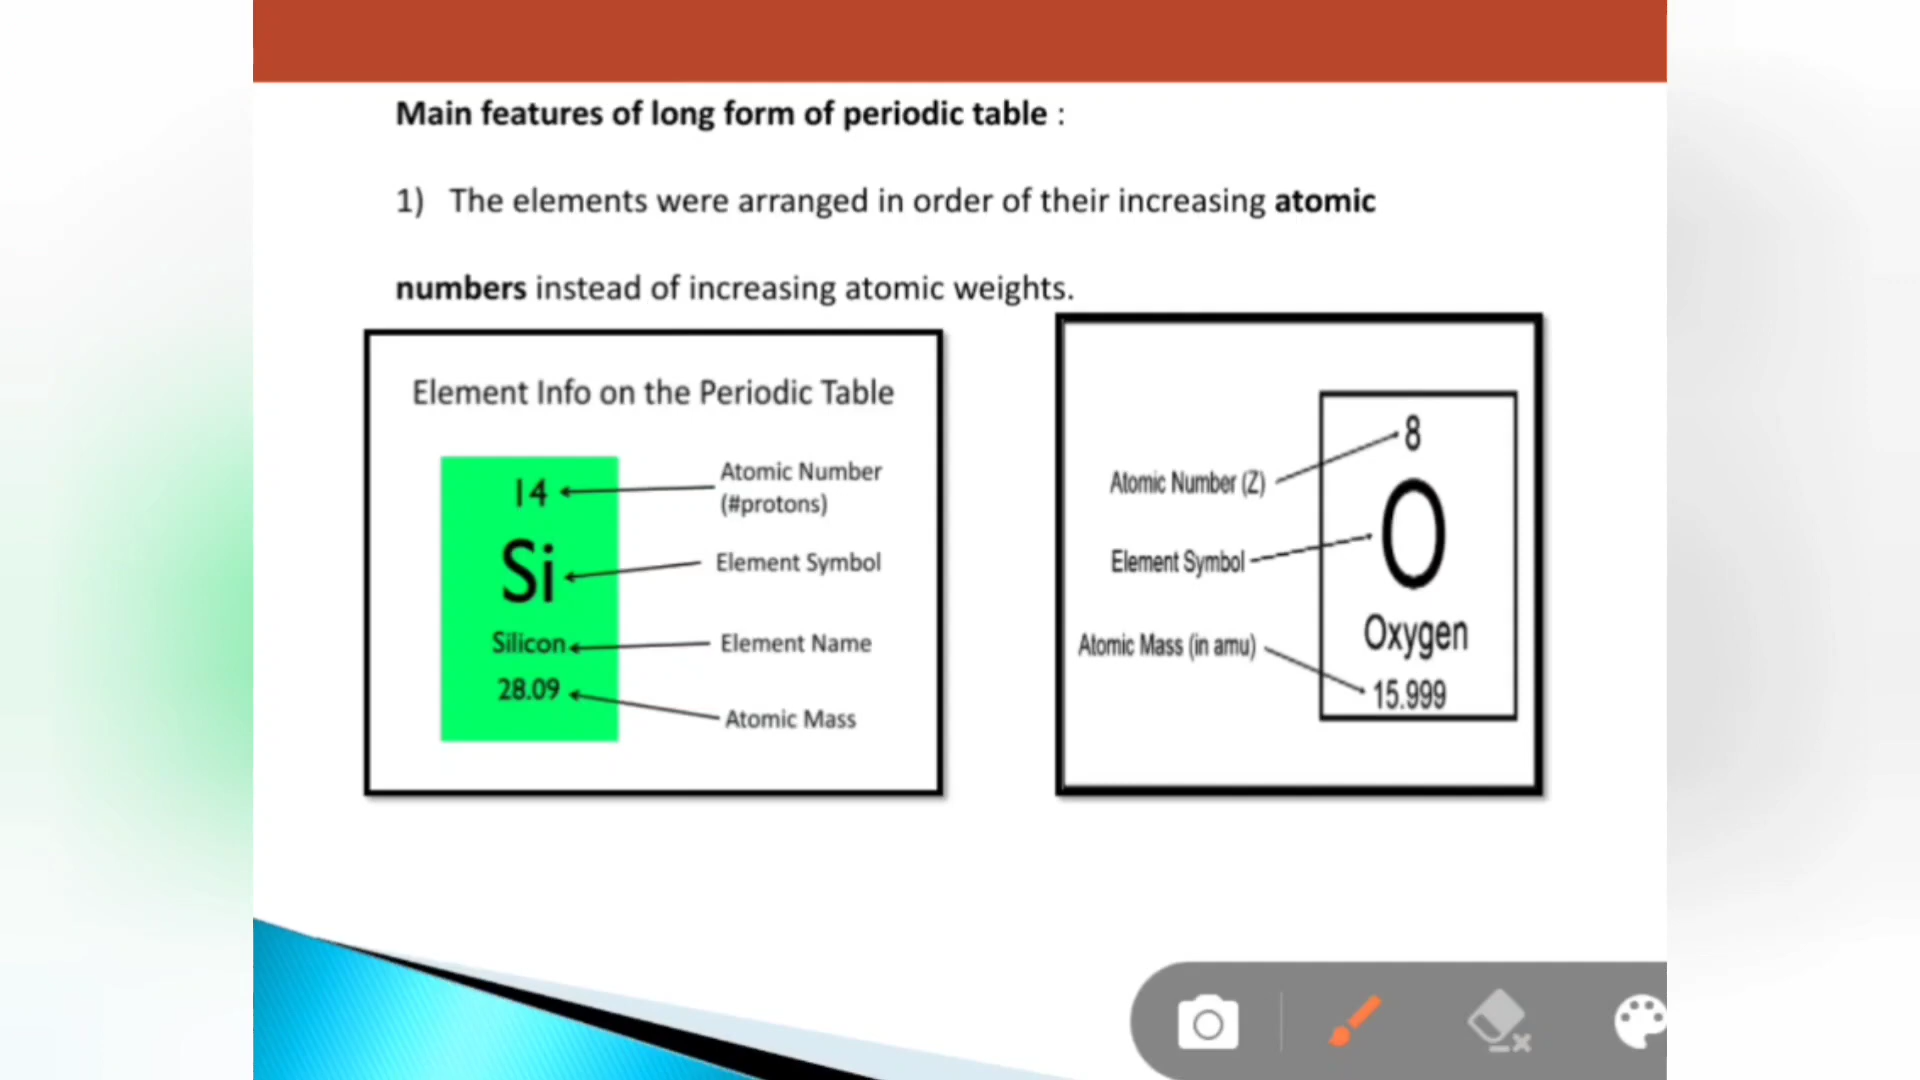 Main features of long form of periodic table :
1) The elements were arranged in order of their increasing atomic
numbers instead of increasing atomic weights.
Element Info on the Periodic Table
14
Atomic Number
(#protons)
Si
Element Symbol
Silicon
Element Name
28.09
Atomic Mass
8
Atomic Number (Z)
O
Element Symbol
Oxygen
Atomic Mass (in amu)
15.999